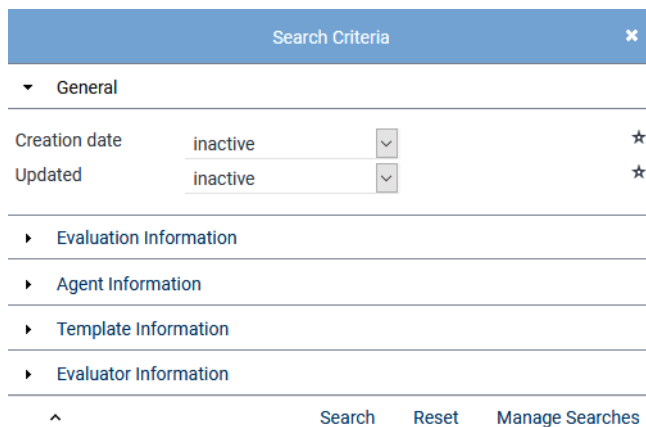 Search Criteria
General
Creation date inactive
Updated inactive
Evaluation Information
Agent Information
Template Information
Evaluator Information
Search Reset Manage Searches